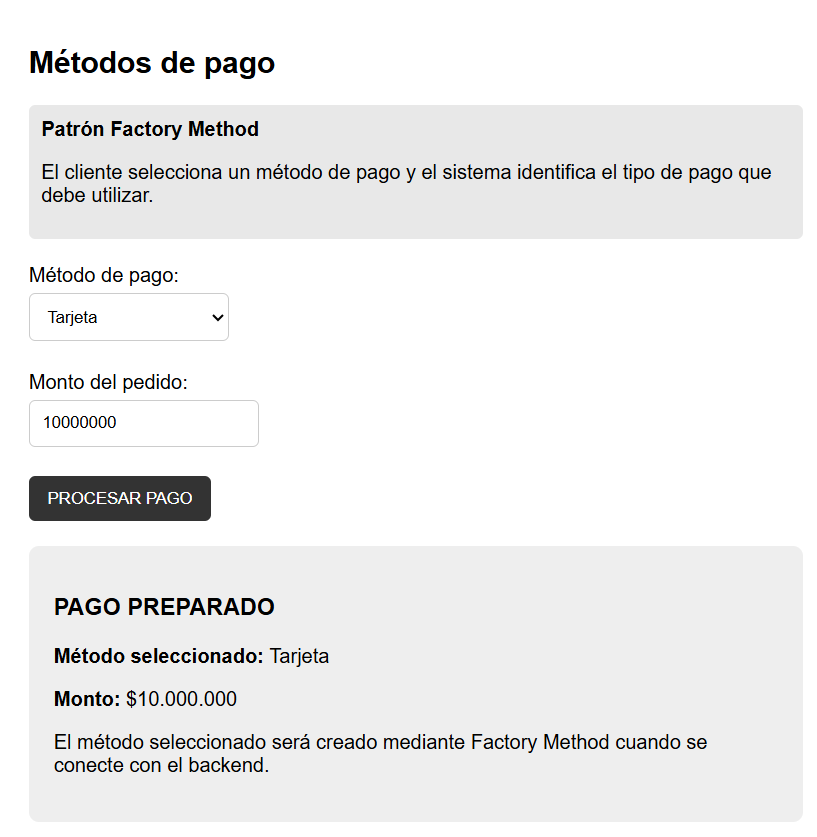 Métodos de pago
Patrón Factory Method
El cliente selecciona un método de pago y el sistema identifica el tipo de pago que
debe utilizar.
Método de pago:
Tarjeta
Monto del pedido:
10000000
PROCESAR PAGO
PAGO PREPARADO
Método seleccionado: Tarjeta
Monto: $10.000.000
El método seleccionado será creado mediante Factory Method cuando se
conecte con el backend.